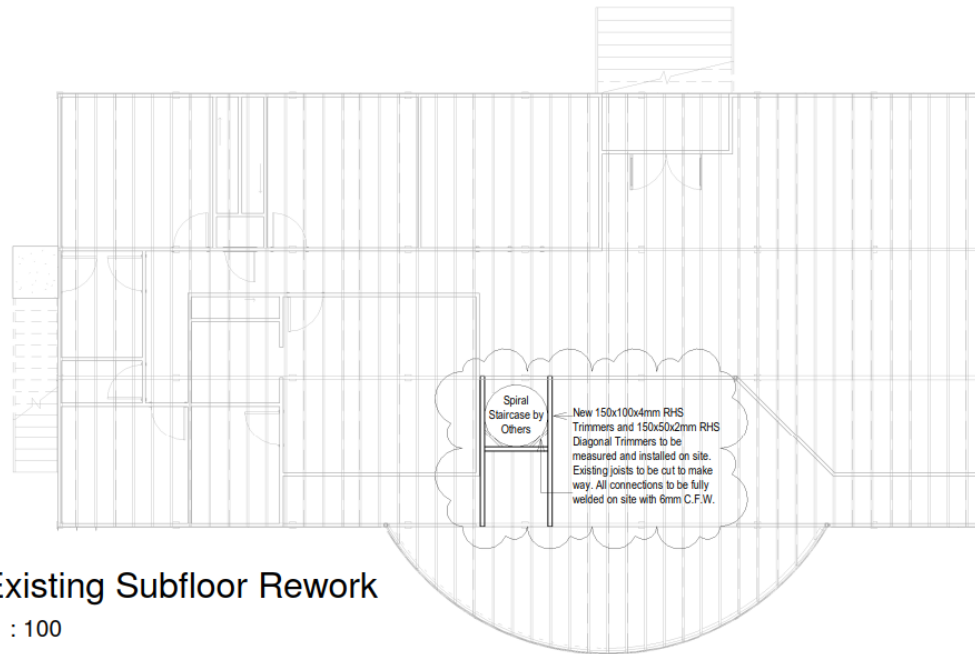 Spiral
Staircase by
Others
New 150x100x4mm RHS
Trimmers and 150x50x2mm RHS
Diagonal Trimmers to be
measured and installed on site.
Existing joists to be cut to make
way. All connections to be fully
welded on site with 6mm C.F.W.
Existing Subfloor Rework
: 100